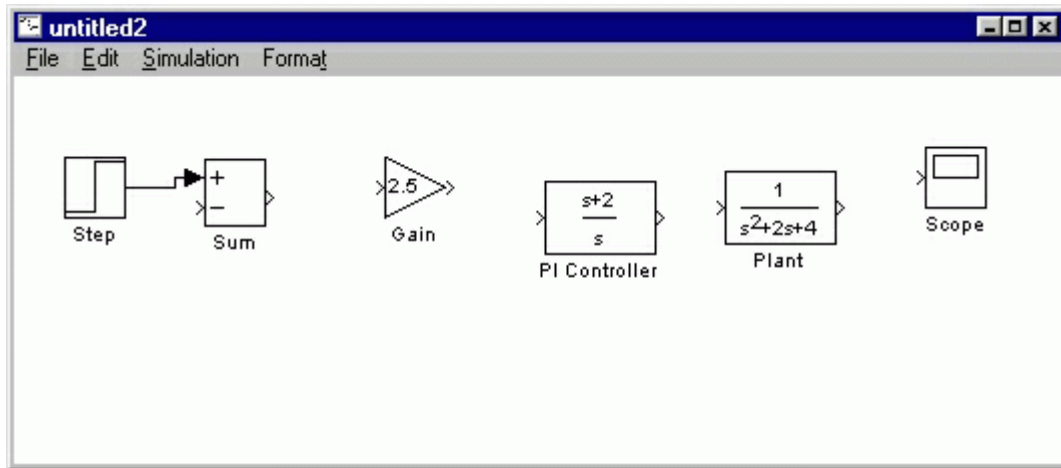 untitled2
File Edit Simulation Format
+
−
Step
Sum
2.5
Gain
s+2
s
PI Controller
1
s²+2s+4
Plant
Scope